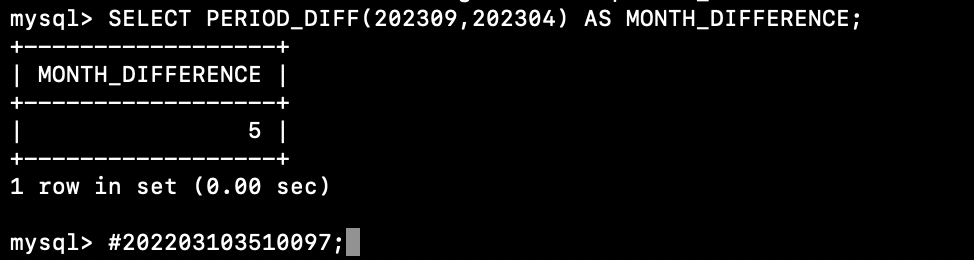 mysql> SELECT PERIOD_DIFF(202309,202304) AS MONTH_DIFFERENCE;
+------------------+
| MONTH_DIFFERENCE |
+------------------+
|                5 |
+------------------+
1 row in set (0.00 sec)

mysql> #202203103510097;